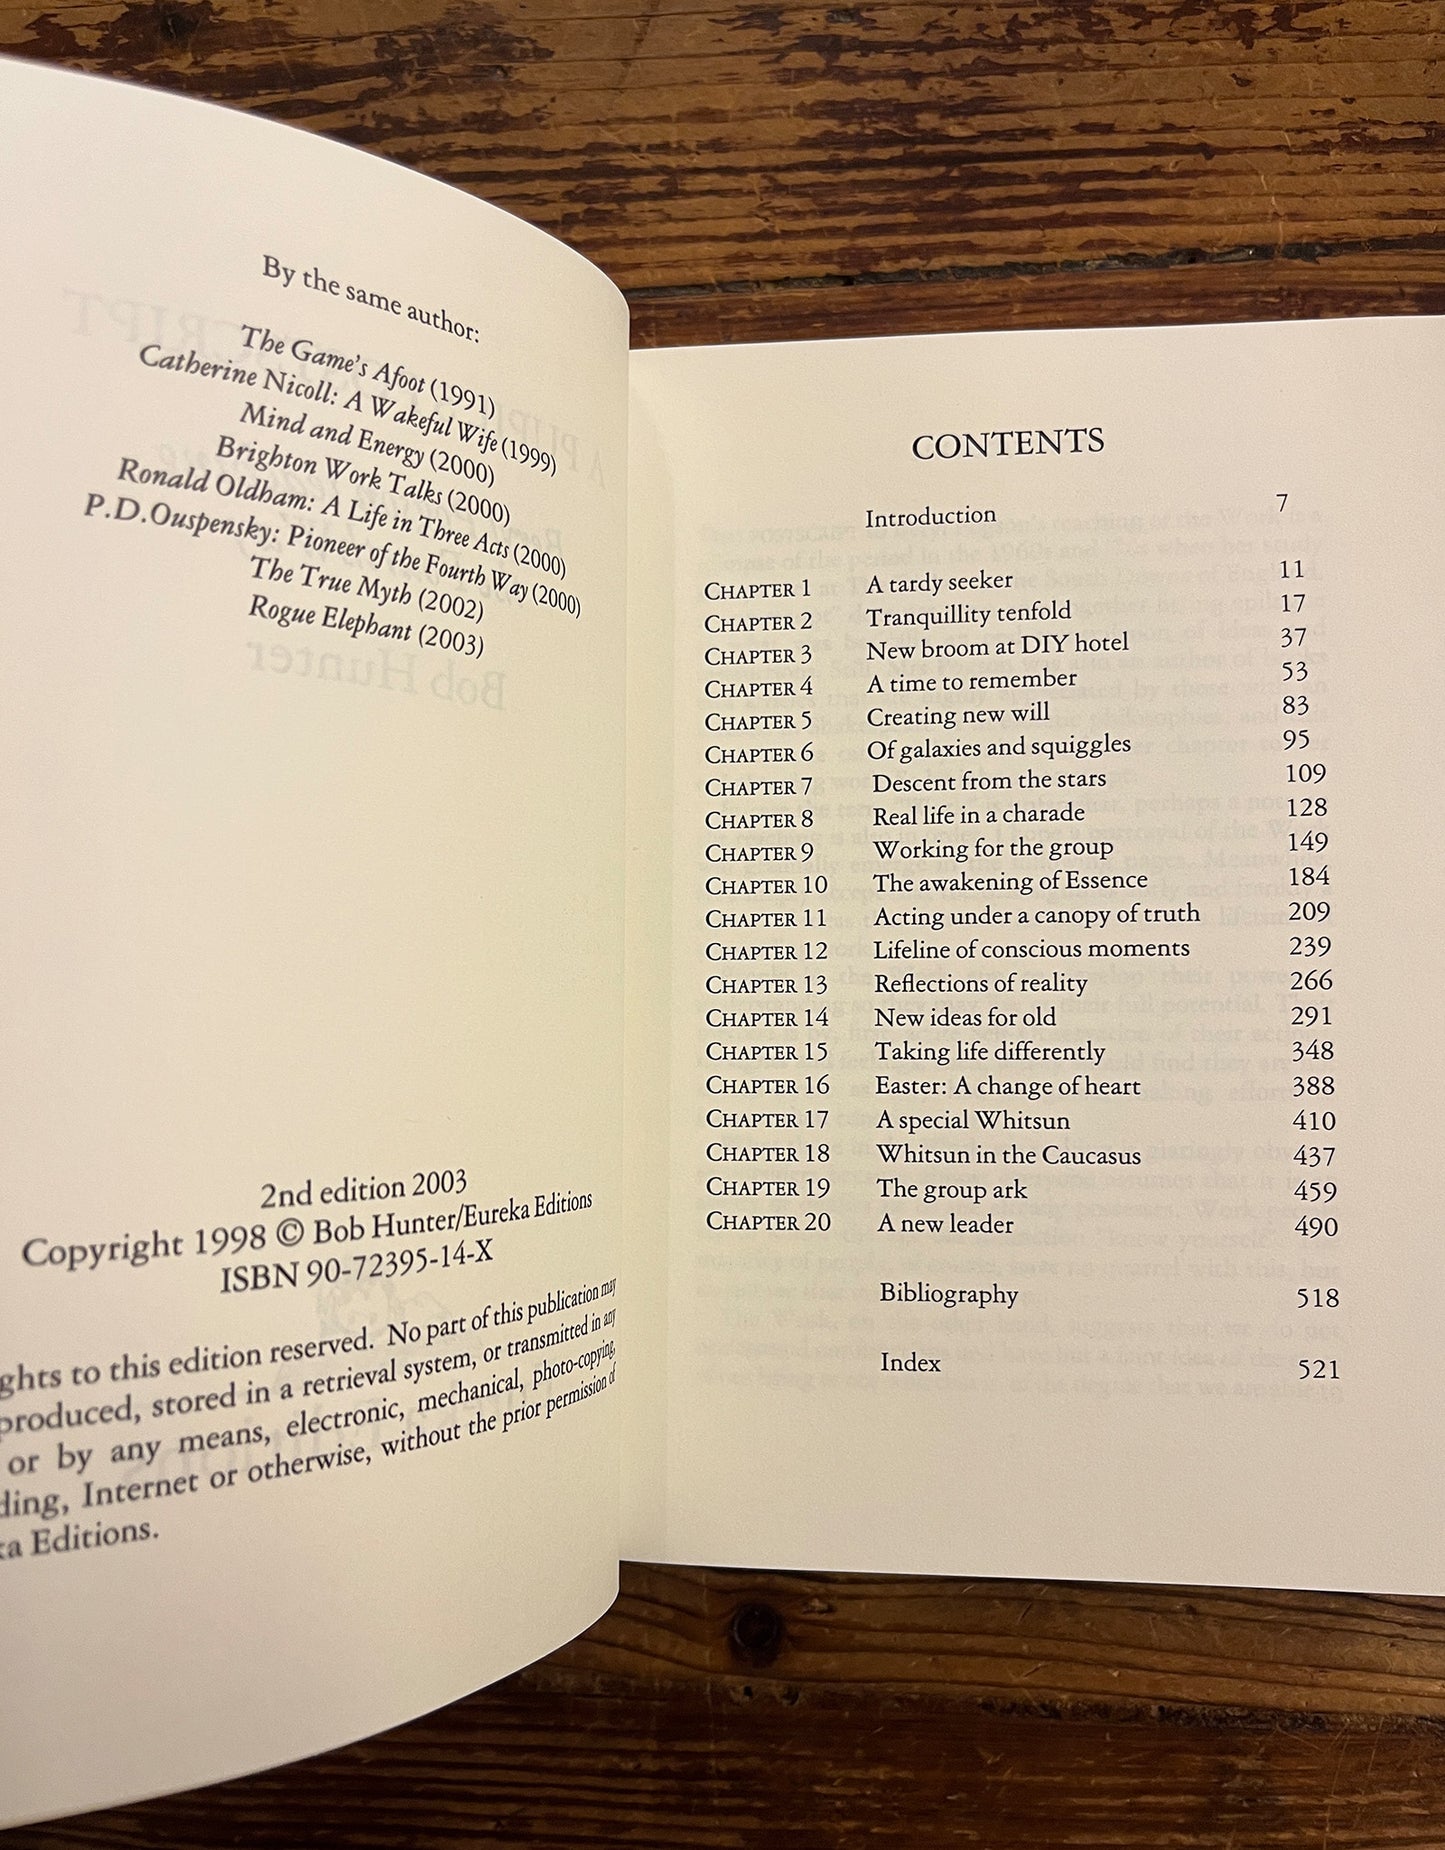 By the same author:
The Game's Afoot (1991)
Catherine Nicoll: A Wakeful Wife (1999)
Mind and Energy (2000)
Brighton Work Talks (2000)
Ronald Oldham: A Life in Three Acts (2000)
P.D.Ouspensky: Pioneer of the Fourth Way (2000)
The True Myth (2002)
Rogue Elephant (2003)
2nd edition 2003
Copyright 1998 © Bob Hunter/Eureka Editions
ISBN 90-72395-14-X
ghts to this edition reserved. No part of this publication may
produced, stored in a retrieval system, or transmitted in any
or by any means, electronic, mechanical, photo-copying,
ding, Internet or otherwise, without the prior permission of
ka Editions.
CONTENTS
Introduction 7
CHAPTER 1 A tardy seeker 11
CHAPTER 2 Tranquillity tenfold 17
CHAPTER 3 New broom at DIY hotel 37
CHAPTER 4 A time to remember 53
CHAPTER 5 Creating new will 83
CHAPTER 6 Of galaxies and squiggles 95
CHAPTER 7 Descent from the stars 109
CHAPTER 8 Real life in a charade 128
CHAPTER 9 Working for the group 149
CHAPTER 10 The awakening of Essence 184
CHAPTER 11 Acting under a canopy of truth 209
CHAPTER 12 Lifeline of conscious moments 239
CHAPTER 13 Reflections of reality 266
CHAPTER 14 New ideas for old 291
CHAPTER 15 Taking life differently 348
CHAPTER 16 Easter: A change of heart 388
CHAPTER 17 A special Whitsun 410
CHAPTER 18 Whitsun in the Caucasus 437
CHAPTER 19 The group ark 459
CHAPTER 20 A new leader 490
Bibliography 518
Index 521